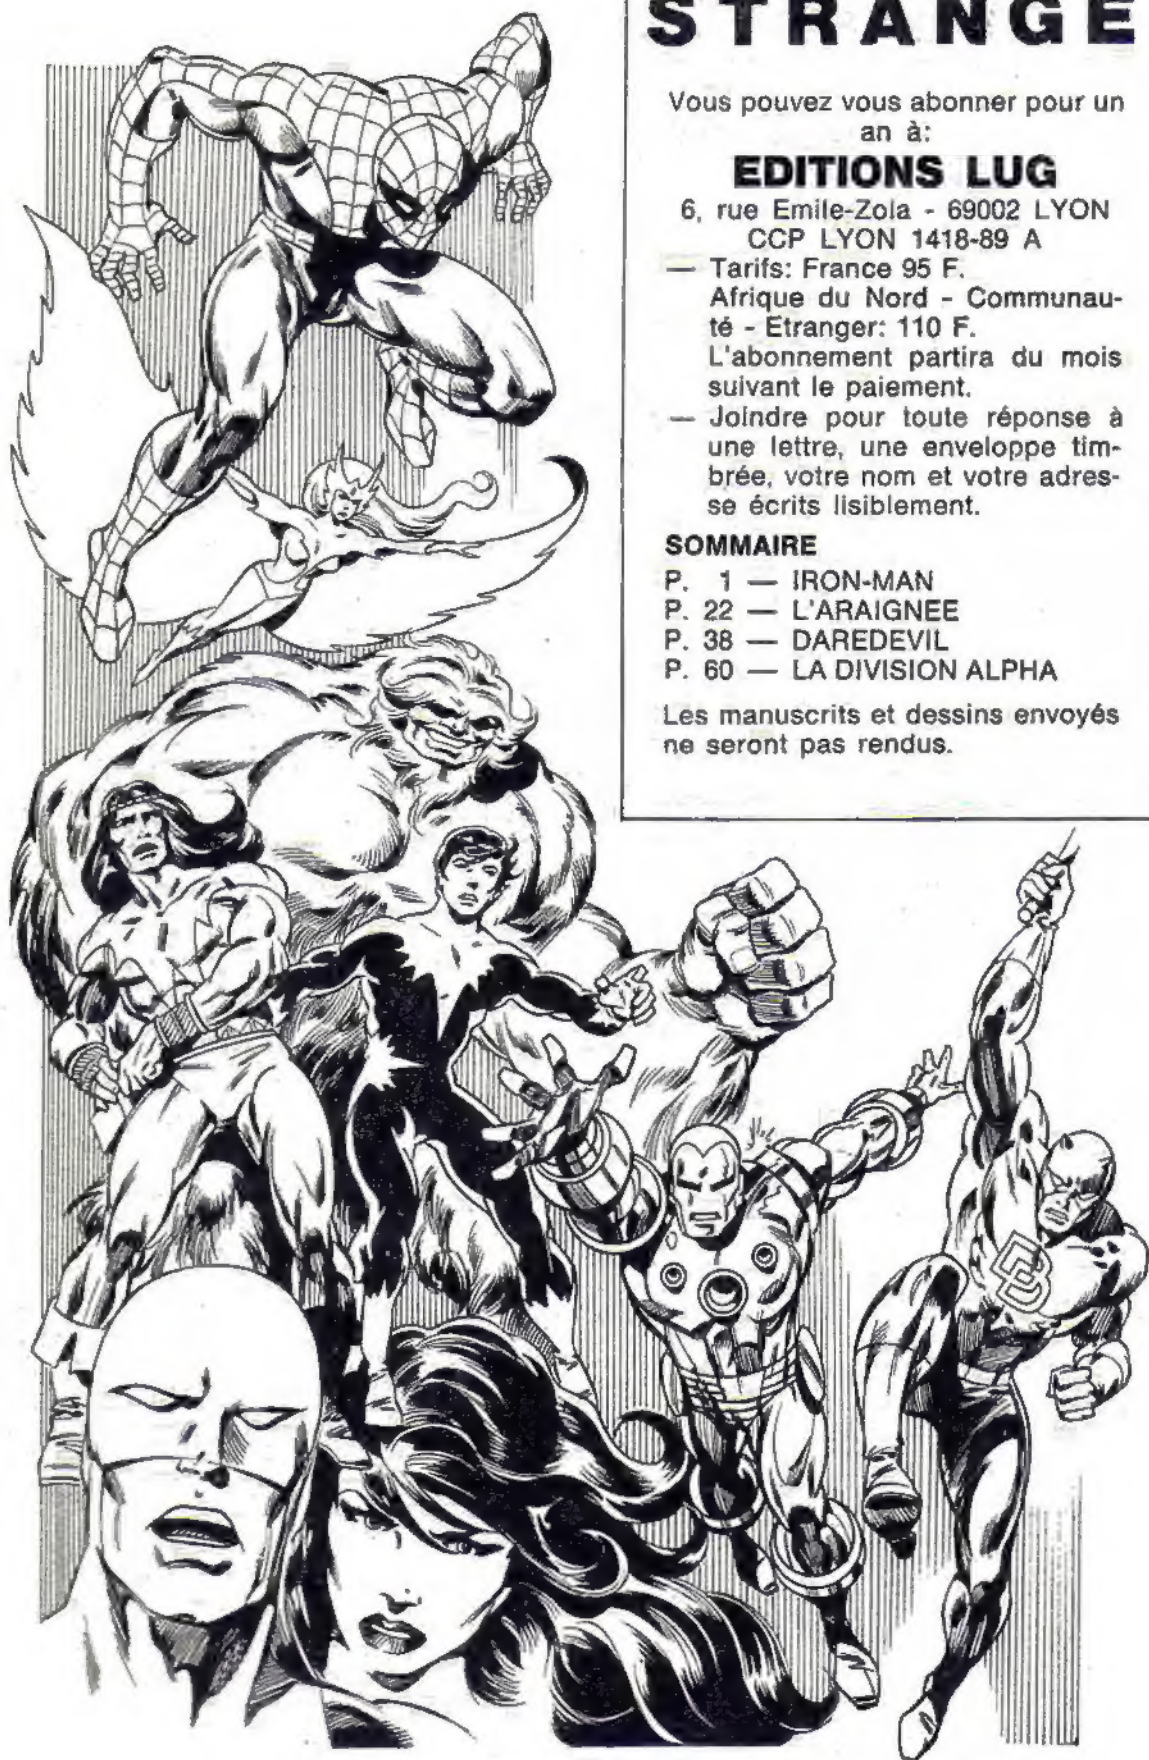 STRANGE
Vous pouvez vous abonner pour un
an à:
EDITIONS LUG
6, rue Emile-Zola - 69002 LYON
CCP LYON 1418-89 A
— Tarifs: France 95 F.
Afrique du Nord - Communau-
té - Etranger: 110 F.
L'abonnement partira du mois
suivant le paiement.
— Joindre pour toute réponse à
une lettre, une enveloppe tim-
brée, votre nom et votre adres-
se écrits lisiblement.
SOMMAIRE
P. 1 — IRON-MAN
P. 22 — L'ARAIGNEE
P. 38 — DAREDEVIL
P. 60 — LA DIVISION ALPHA
Les manuscrits et dessins envoyés
ne seront pas rendus.
DD